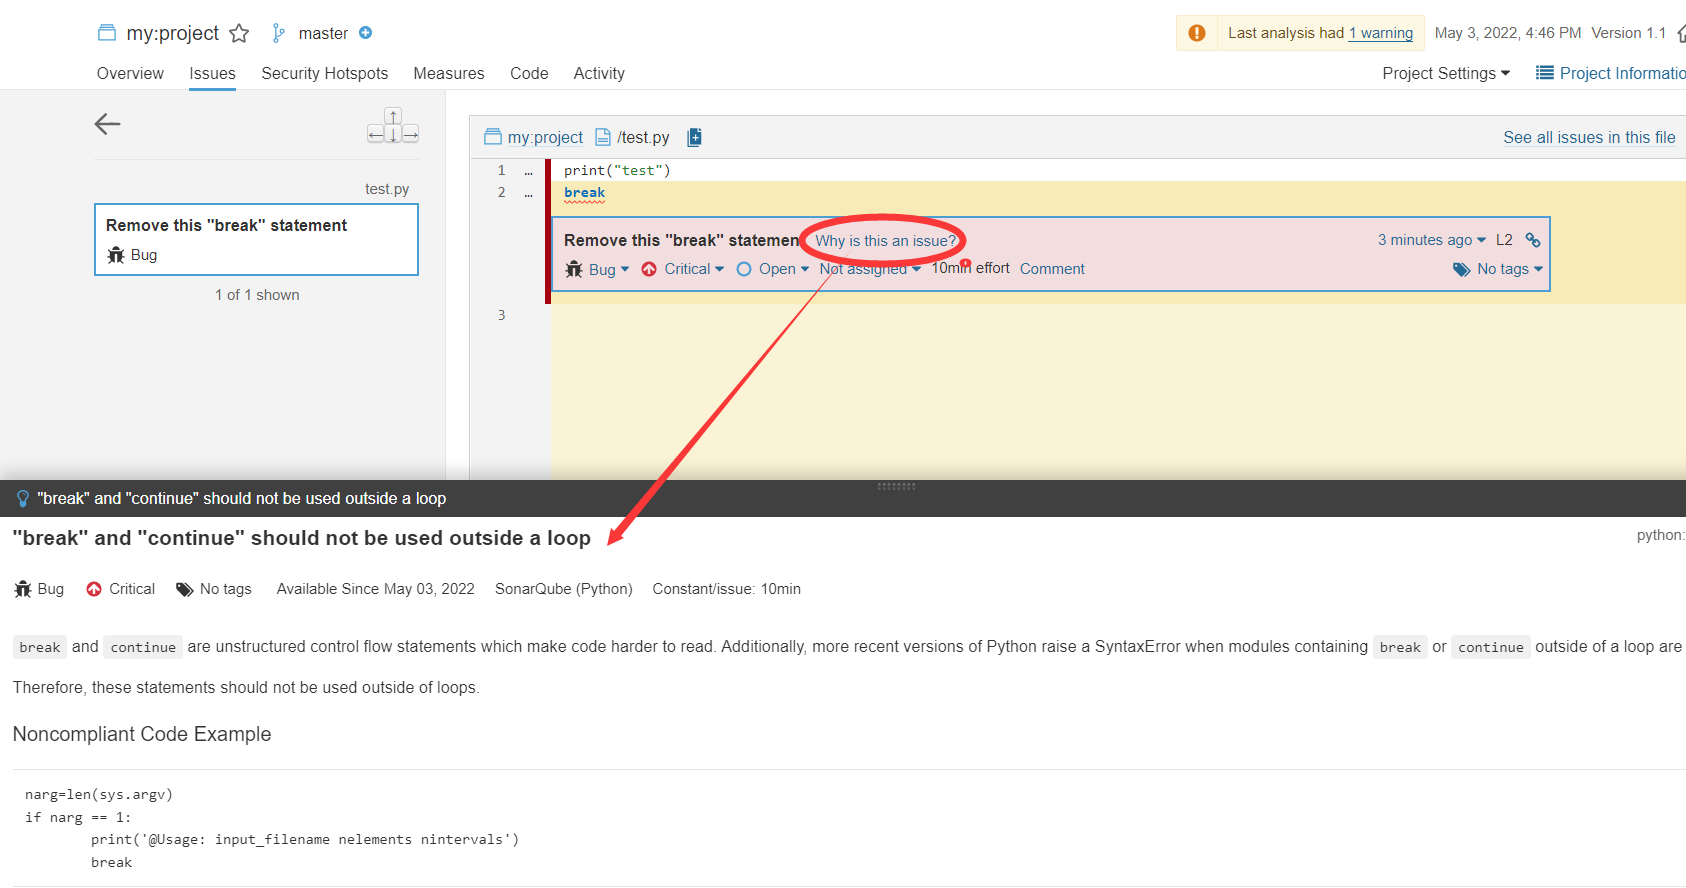 my:project master Last analysis had 1 warning May 3, 2022, 4:46 PM Version 1.1
Overview Issues Security Hotspots Measures Code Activity Project Settings Project Informatio
my:project /test.py See all issues in this file
1 ... print("test")
2 ... break
test.py
Remove this "break" statement
Bug
1 of 1 shown
Remove this "break" statemen Why is this an issue? 3 minutes ago L2
Bug Critical Open Not assigned 10min effort Comment No tags
3
"break" and "continue" should not be used outside a loop
"break" and "continue" should not be used outside a loop python:
Bug Critical No tags Available Since May 03, 2022 SonarQube (Python) Constant/issue: 10min
break and continue are unstructured control flow statements which make code harder to read. Additionally, more recent versions of Python raise a SyntaxError when modules containing break or continue outside of a loop are
Therefore, these statements should not be used outside of loops.
Noncompliant Code Example
narg=len(sys.argv)
if narg == 1:
print('@Usage: input_filename nelements nintervals')
break